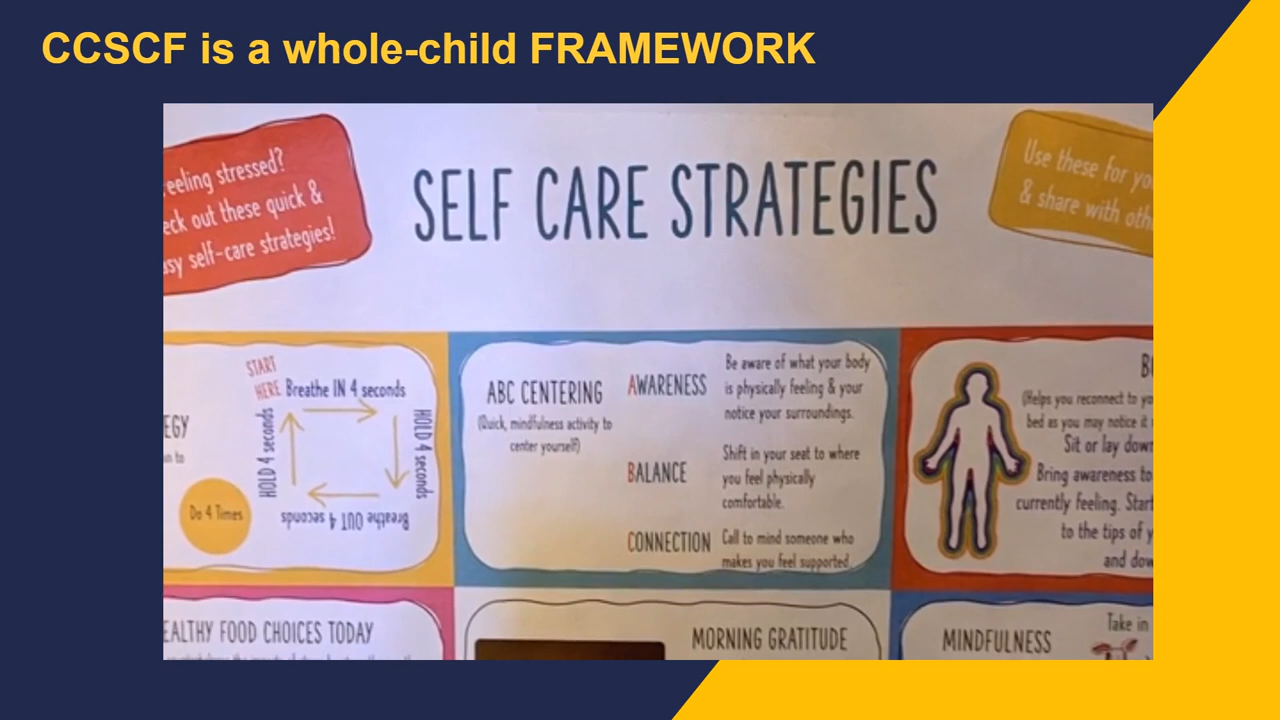 CCSCF is a whole-child FRAMEWORK
eeling stressed?
eck out these quick &
asy self-care strategies!
SELF CARE STRATEGIES
Use these for yo
& share with oth
EGY
Do 4 Times
START
HERE
Breathe IN 4 seconds
HOLD 4 seconds
Breathe OUT 4 seconds
HOLD 4 seconds
ABC CENTERING
(Quick, mindfulness activity to
center yourself)
AWARENESS
Be aware of what your body
is physically feeling & your
notice your surroundings.
BALANCE
Shift in your seat to where
you feel physically
comfortable.
CONNECTION
Call to mind someone who
makes you feel supported
(Helps you reconnect to yo
bed as you may notice it
Sit or lay down
Bring awareness to
currently feeling. Start
to the tips of y
and dow
EALTHY FOOD CHOICES TODAY
MORNING GRATITUDE
MINDFULNESS
Take in